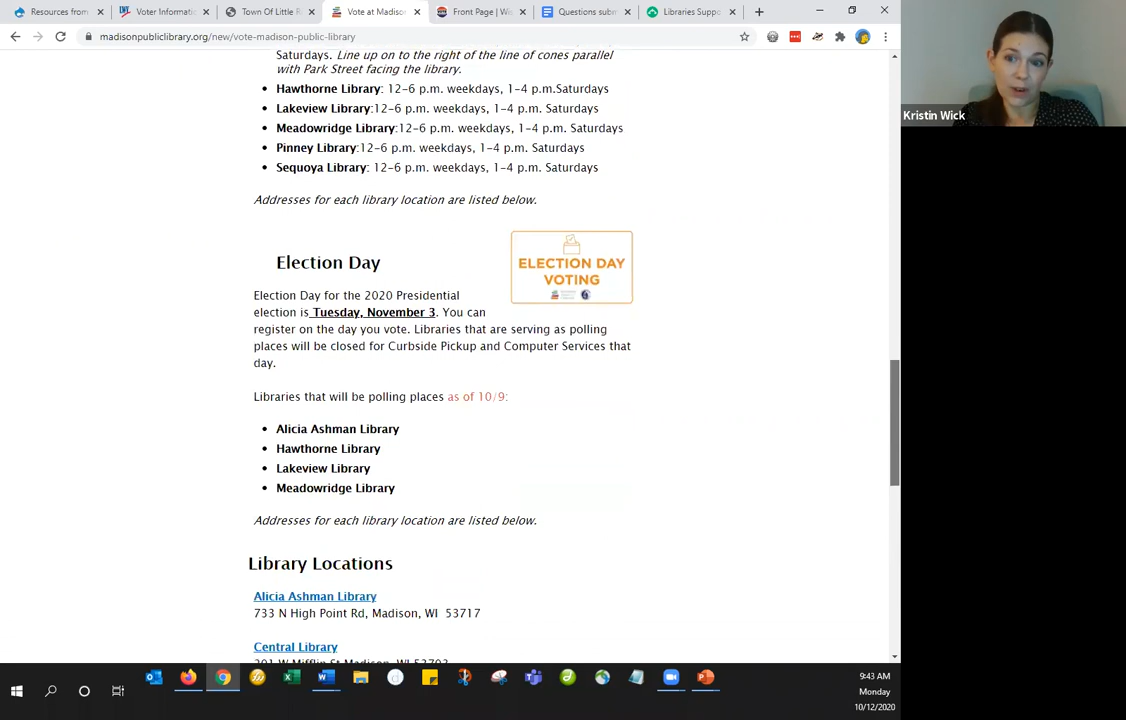 Resources from
Voter Informati
Town Of Little R
Vote at Madiso
Front Page | Wis
Questions subm
Libraries Suppo
madisonpubliclibrary.org/new/vote-madison-public-library
Saturdays. Line up on to the right of the line of cones parallel
with Park Street facing the library.
• Hawthorne Library: 12–6 p.m. weekdays, 1–4 p.m.Saturdays
• Lakeview Library:12–6 p.m. weekdays, 1–4 p.m. Saturdays
• Meadowridge Library:12–6 p.m. weekdays, 1–4 p.m. Saturdays
• Pinney Library:12–6 p.m. weekdays, 1–4 p.m. Saturdays
• Sequoya Library: 12–6 p.m. weekdays, 1–4 p.m. Saturdays
Addresses for each library location are listed below.
Election Day
ELECTION DAY
VOTING
Election Day for the 2020 Presidential
election is Tuesday, November 3. You can
register on the day you vote. Libraries that are serving as polling
places will be closed for Curbside Pickup and Computer Services that
day.
Libraries that will be polling places as of 10/9:
• Alicia Ashman Library
• Hawthorne Library
• Lakeview Library
• Meadowridge Library
Addresses for each library location are listed below.
Library Locations
Alicia Ashman Library
733 N High Point Rd, Madison, WI 53717
Central Library
201 W Mifflin St Madison, WI 53703
Kristin Wick
9:43 AM
Monday
10/12/2020